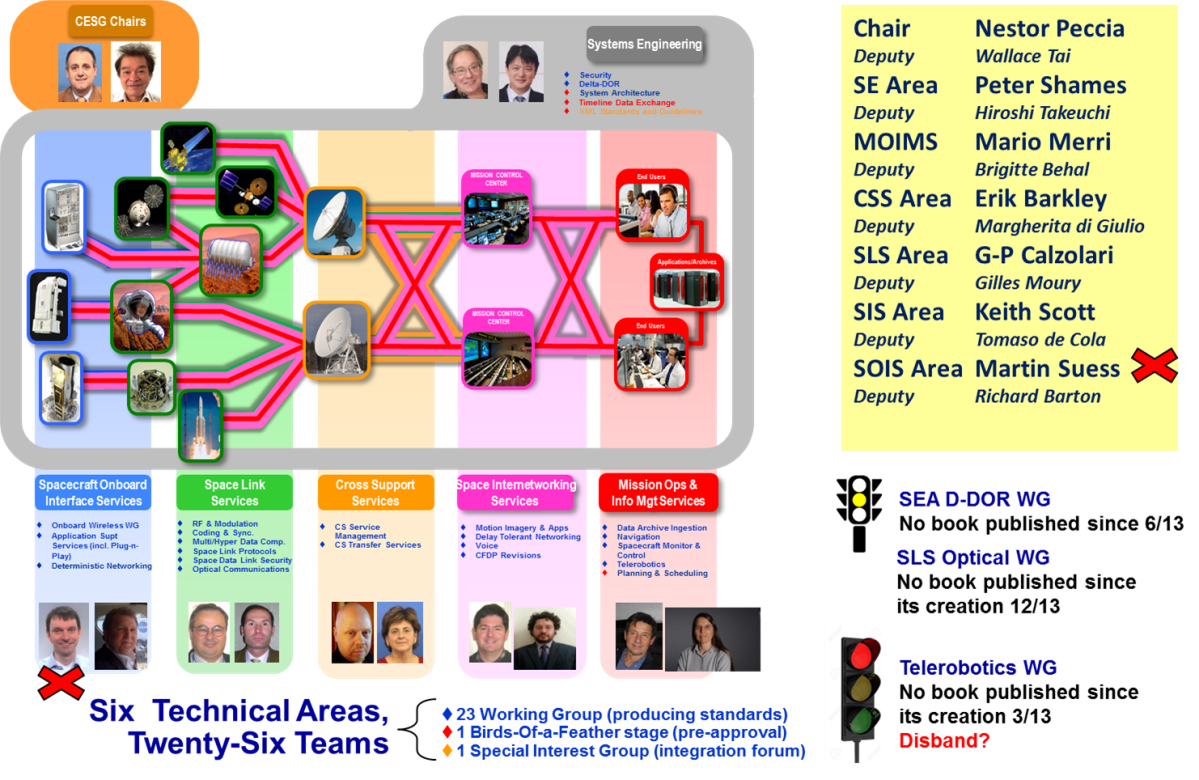 CESG Chairs
Systems Engineering
Security
Delta-DOR
System Architecture
Timeline Data Exchange
XML Standards and Guidelines
MISSION CONTROL
CENTER
End Users
Applications/Archives
MISSION CONTROL
CENTER
End Users
Spacecraft Onboard
Interface Services
Onboard Wireless WG
Application Supt
Services (incl. Plug-n-
Play)
Deterministic Networking
Space Link
Services
RF & Modulation
Coding & Sync.
Multi/Hyper Data Comp.
Space Link Protocols
Space Data Link Security
Optical Communications
Cross Support
Services
CS Service
Management
CS Transfer Services
Space Internetworking
Services
Motion Imagery & Apps
Delay Tolerant Networking
Voice
CFDP Revisions
Mission Ops &
Info Mgt Services
Data Archive Ingestion
Navigation
Spacecraft Monitor &
Control
Telerobotics
Planning & Scheduling
Six Technical Areas,
Twenty-Six Teams
23 Working Group (producing standards)
1 Birds-Of-a-Feather stage (pre-approval)
1 Special Interest Group (integration forum)
Chair Nestor Peccia
Deputy Wallace Tai
SE Area Peter Shames
Deputy Hiroshi Takeuchi
MOIMS Mario Merri
Deputy Brigitte Behal
CSS Area Erik Barkley
Deputy Margherita di Giulio
SLS Area G-P Calzolari
Deputy Gilles Moury
SIS Area Keith Scott
Deputy Tomaso de Cola
SOIS Area Martin Suess
Deputy Richard Barton
SEA D-DOR WG
No book published since 6/13
SLS Optical WG
No book published since
its creation 12/13
Telerobotics WG
No book published since
its creation 3/13
Disband?